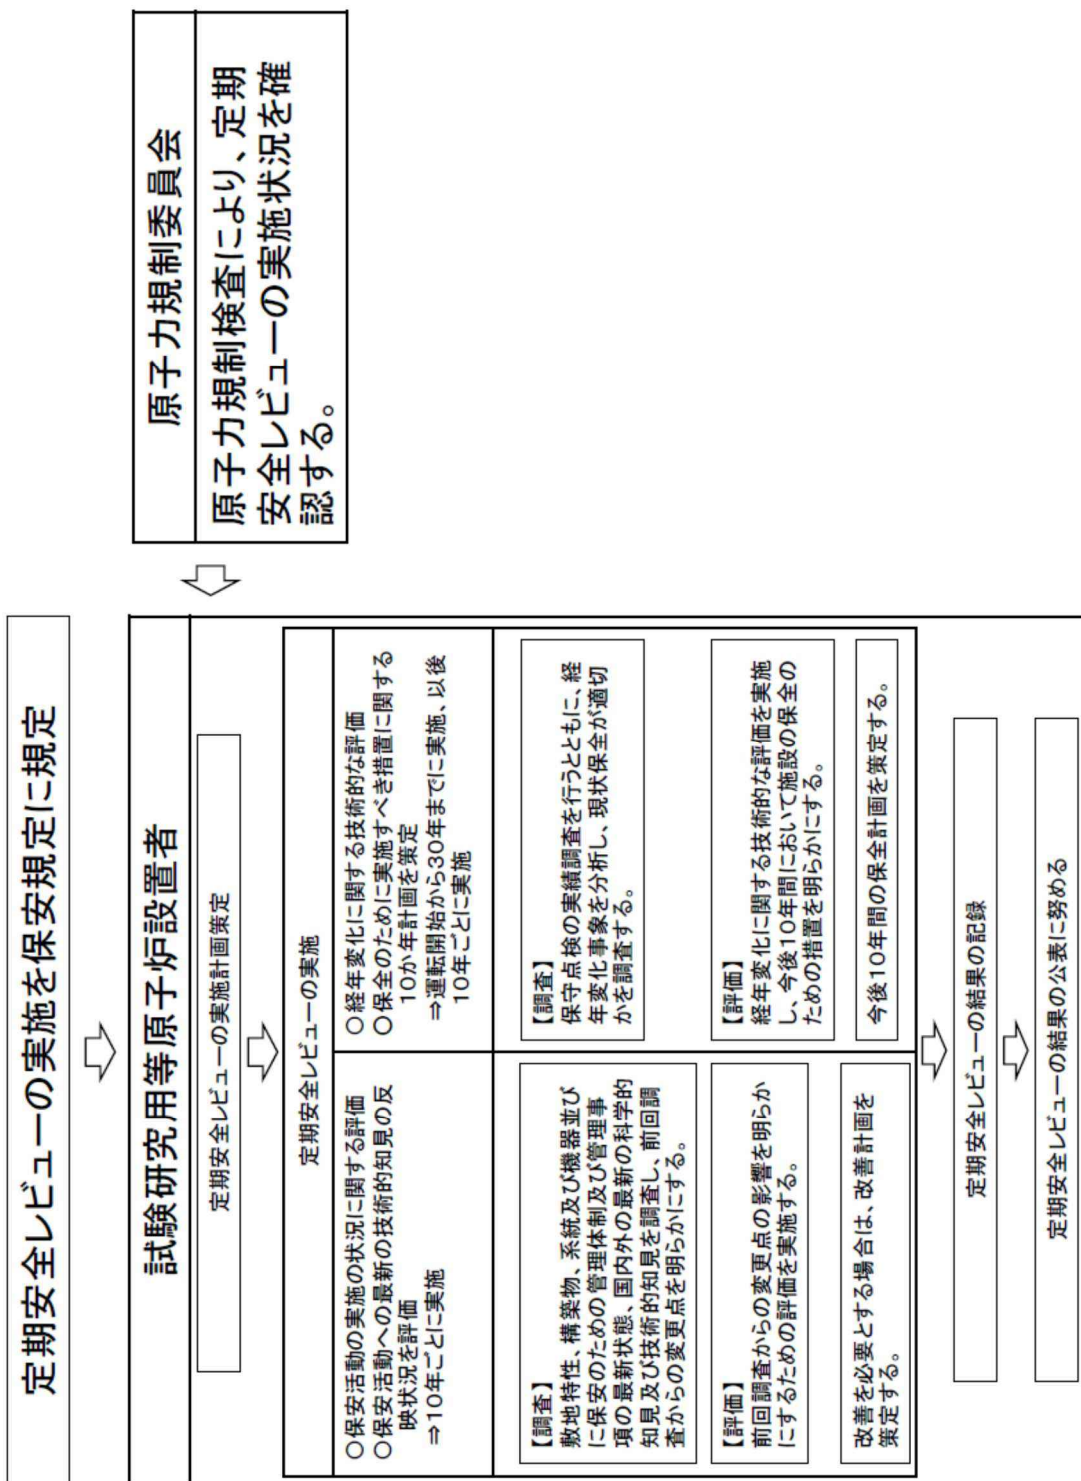 定期安全レビューの実施を保安規定に規定
試験研究用等原子炉設置者
定期安全レビューの実施計画策定
定期安全レビューの実施
○保安活動の実施の状況に関する評価
○保安活動への最新の技術的知見の反
映状況を評価
⇒10年ごとに実施
【調査】
敷地特性、構築物、系統及び機器並び
に保安のための管理体制及び管理事
項の最新状態、国内外の最新の科学的
知見及び技術的知見を調査し、前回調
査からの変更点を明らかにする。
【評価】
前回調査からの変更点の影響を明らか
にするための評価を実施する。
改善を必要とする場合は、改善計画を
策定する。
○経年変化に関する技術的な評価
○保全のために実施すべき措置に関する
10か年計画を策定
⇒運転開始から30年までに実施、以後
10年ごとに実施
【調査】
保守点検の実績調査を行うとともに、経
年変化事象を分析し、現状保全が適切
かを調査する。
【評価】
経年変化に関する技術的な評価を実施
し、今後10年間において施設の保全の
ための措置を明らかにする。
今後10年間の保全計画を策定する。
定期安全レビューの結果の記録
定期安全レビューの結果の公表に努める
原子力規制委員会
原子力規制検査により、定期
安全レビューの実施状況を確
認する。